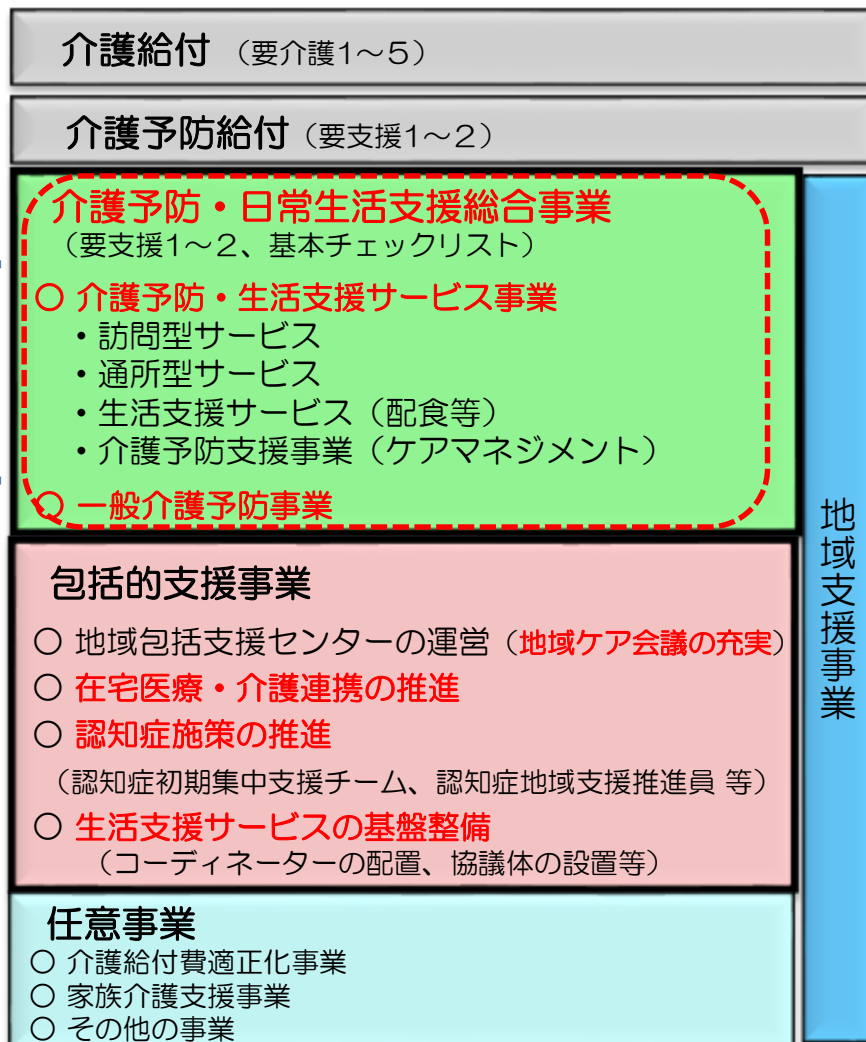 介護給付 （要介護1～5）
介護予防給付（要支援1～2）
介護予防・日常生活支援総合事業
（要支援1～2、基本チェックリスト）
〇 介護予防・生活支援サービス事業
・訪問型サービス
・通所型サービス
・生活支援サービス（配食等）
・介護予防支援事業（ケアマネジメント）
〇 一般介護予防事業
包括的支援事業
〇 地域包括支援センターの運営（地域ケア会議の充実）
〇 在宅医療・介護連携の推進
〇 認知症施策の推進
（認知症初期集中支援チーム、認知症地域支援推進員 等）
〇 生活支援サービスの基盤整備
（コーディネーターの配置、協議体の設置等）
任意事業
〇 介護給付費適正化事業
〇 家族介護支援事業
〇 その他の事業
地域支援事業